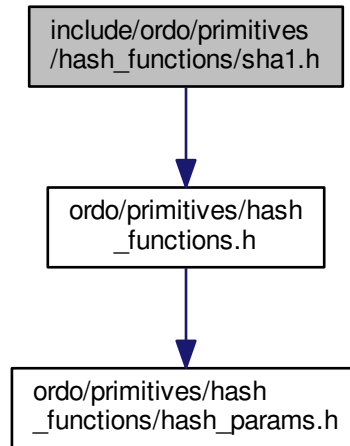 include/ordo/primitives
/hash_functions/sha1.h
ordo/primitives/hash
_functions.h
ordo/primitives/hash
_functions/hash_params.h